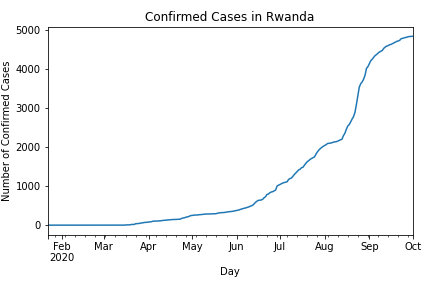 Confirmed Cases in Rwanda
Number of Confirmed Cases
5000
4000
3000
2000
1000
0
Feb Mar Apr May Jun Jul Aug Sep Oct
2020
Day